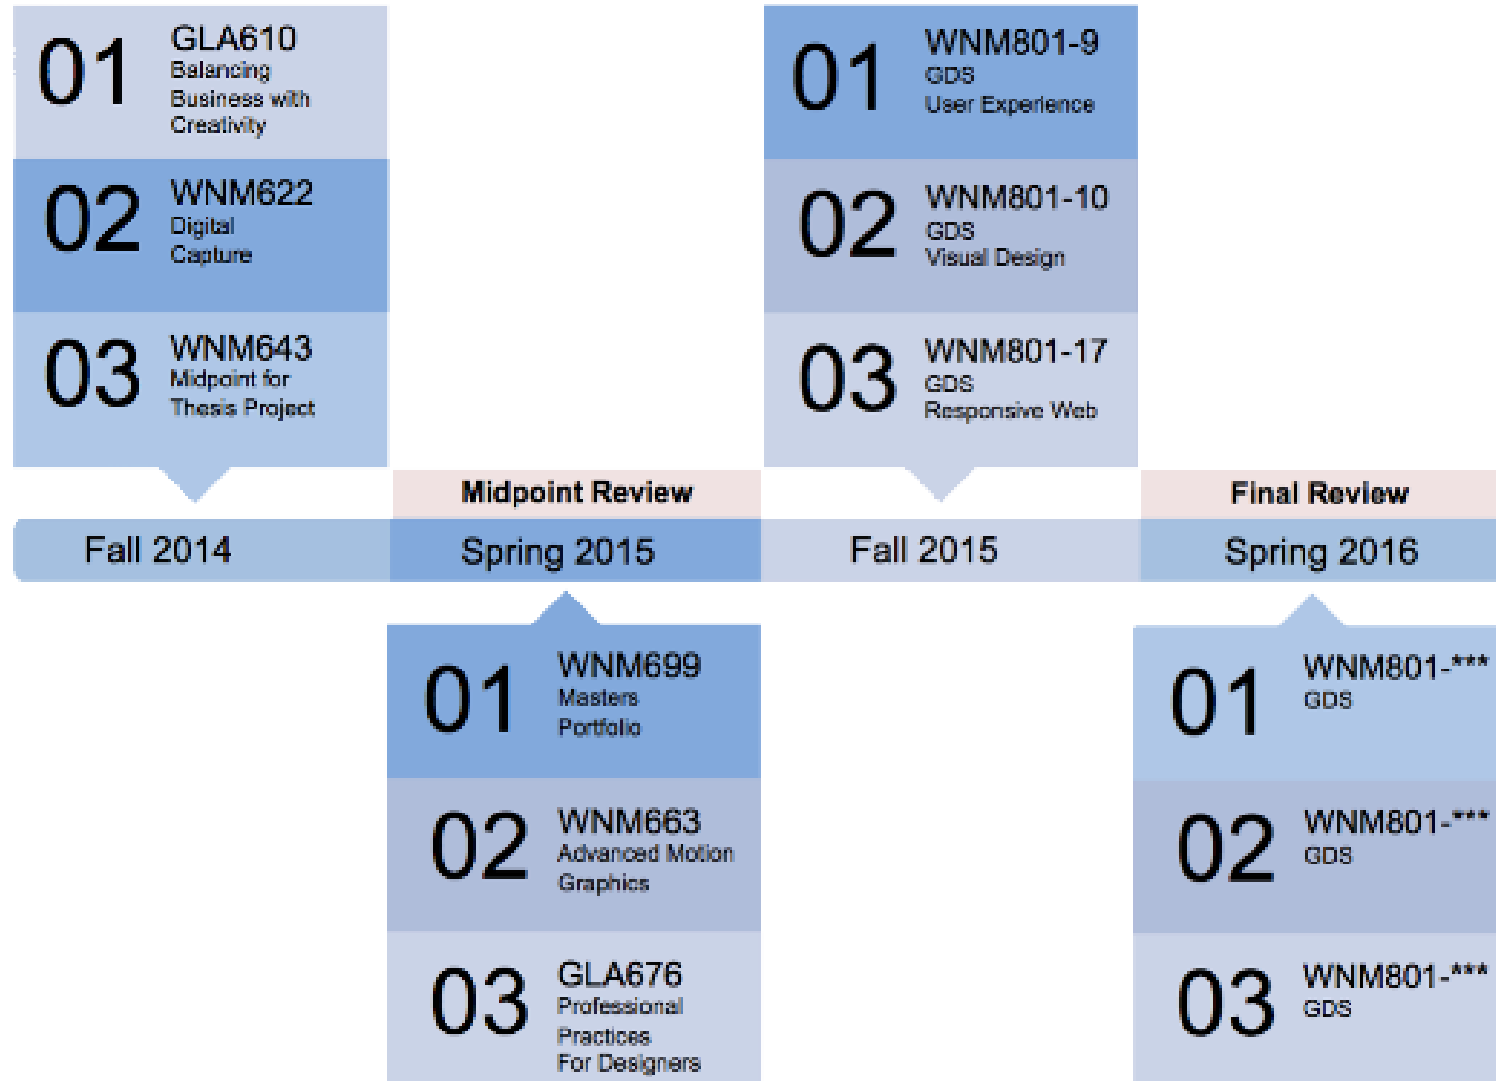 01
GLA610
Balancing
Business with
Creativity
02
WNM622
Digital
Capture
03
WNM643
Midpoint for
Thesis Project
01
WNM801-9
GDS
User Experience
02
WNM801-10
GDS
Visual Design
03
WNM801-17
GDS
Responsive Web
Midpoint Review
Final Review
Fall 2014
Spring 2015
Fall 2015
Spring 2016
01
WNM699
Masters
Portfolio
02
WNM663
Advanced Motion
Graphics
03
GLA676
Professional
Practices
For Designers
01
WNM801-***
GDS
02
WNM801-***
GDS
03
WNM801-***
GDS